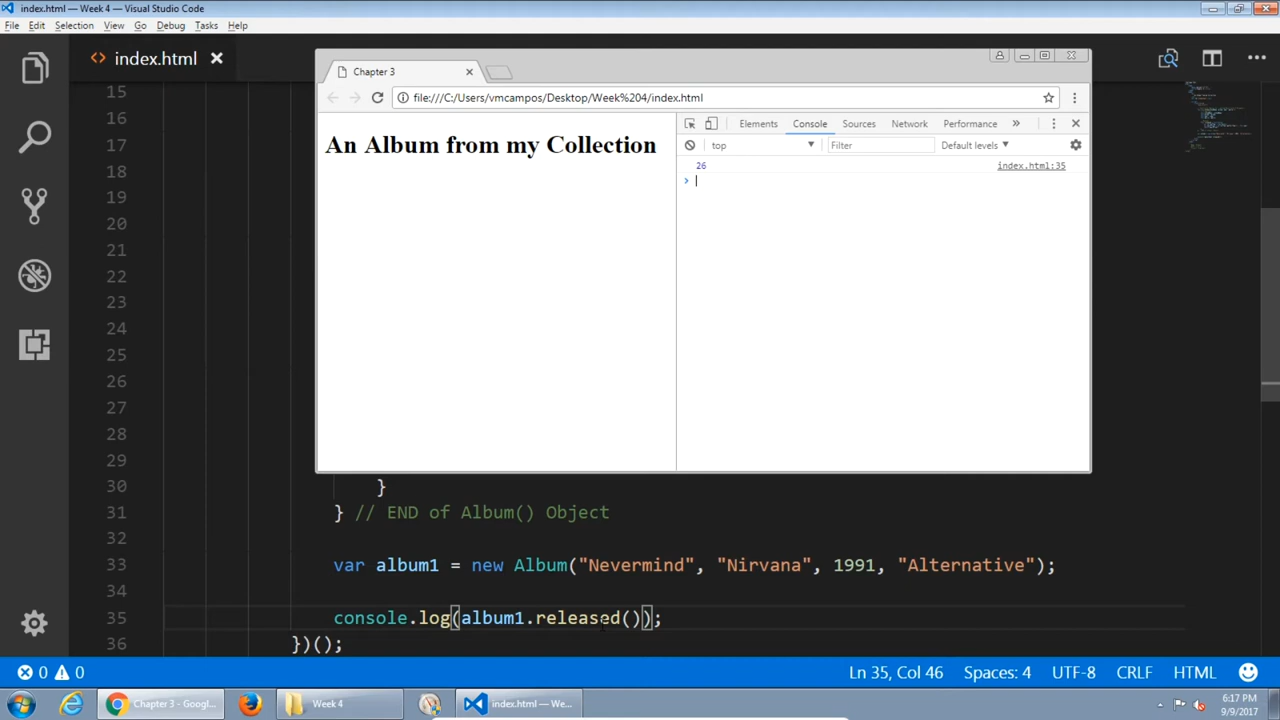 index.html — Week 4 — Visual Studio Code
File Edit Selection View Go Debug Tasks Help
<> index.html
Chapter 3
file:///C:/Users/vmcampos/Desktop/Week%204/index.html
An Album from my Collection
Elements Console Sources Network Performance »
top Filter Default levels
26 index.html:35
>
15
16
17
18
19
20
21
22
23
24
25
26
27
28
29
30 }
31 } // END of Album() Object
32
33 var album1 = new Album("Nevermind", "Nirvana", 1991, "Alternative");
34
35 console.log(album1.released());
36 })();
0 0 Ln 35, Col 46 Spaces: 4 UTF-8 CRLF HTML
Chapter 3 - Googl... Week 4 index.html — We...
6:17 PM
9/9/2017